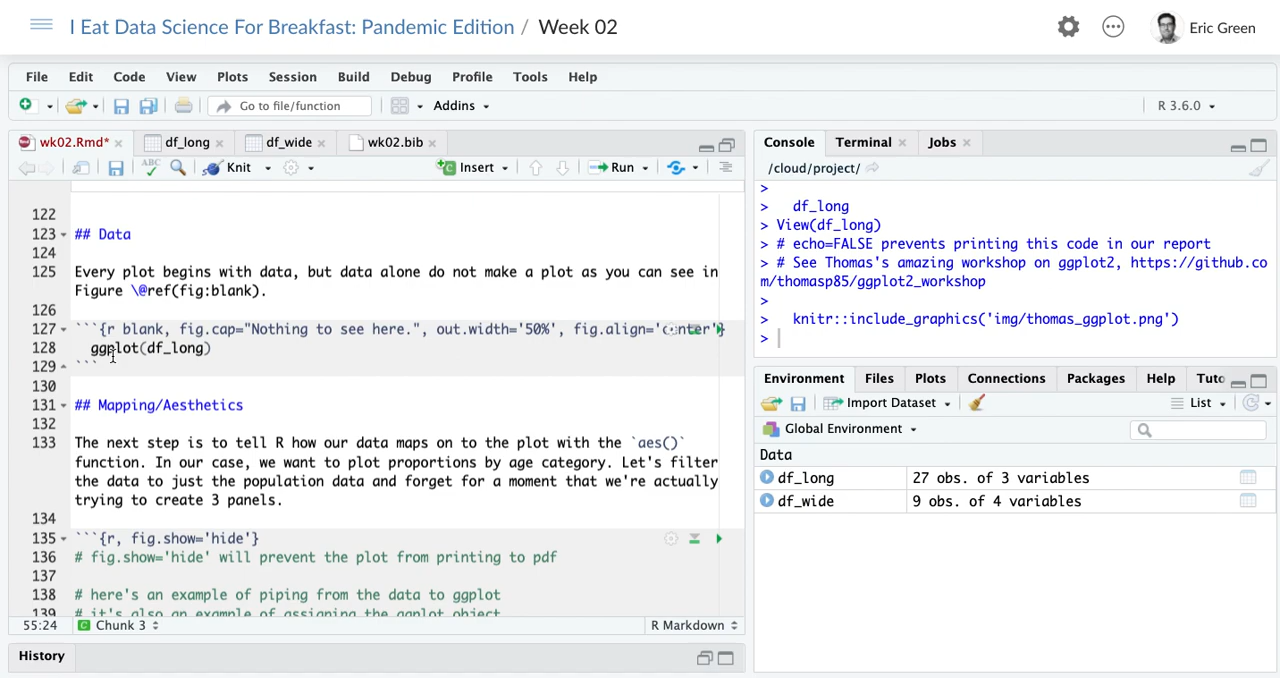 I Eat Data Science For Breakfast: Pandemic Edition / Week 02
Eric Green
File Edit Code View Plots Session Build Debug Profile Tools Help
Go to file/function
Addins
R 3.6.0
wk02.Rmd*
df_long
df_wide
wk02.bib
ABC
Knit
Insert
Run
122
123 ## Data
124
125 Every plot begins with data, but data alone do not make a plot as you can see in
Figure \@ref(fig:blank).
126
127 ```{r blank, fig.cap="Nothing to see here.", out.width='50%', fig.align='center'}
128 ggplot(df_long)
129 ```
130
131 ## Mapping/Aesthetics
132
133 The next step is to tell R how our data maps on to the plot with the `aes()`
function. In our case, we want to plot proportions by age category. Let's filter
the data to just the population data and forget for a moment that we're actually
trying to create 3 panels.
134
135 ```{r, fig.show='hide'}
136 # fig.show='hide' will prevent the plot from printing to pdf
137
138 # here's an example of piping from the data to ggplot
139 # it's also an example of assigning the ggplot object
55:24
Chunk 3
R Markdown
History
Console Terminal Jobs
/cloud/project/
>
> df_long
> View(df_long)
> # echo=FALSE prevents printing this code in our report
> # See Thomas's amazing workshop on ggplot2, https://github.co
m/thomasp85/ggplot2_workshop
>
> knitr::include_graphics('img/thomas_ggplot.png')
>
Environment Files Plots Connections Packages Help Tuto
Import Dataset
List
Global Environment
Data
df_long 27 obs. of 3 variables
df_wide 9 obs. of 4 variables